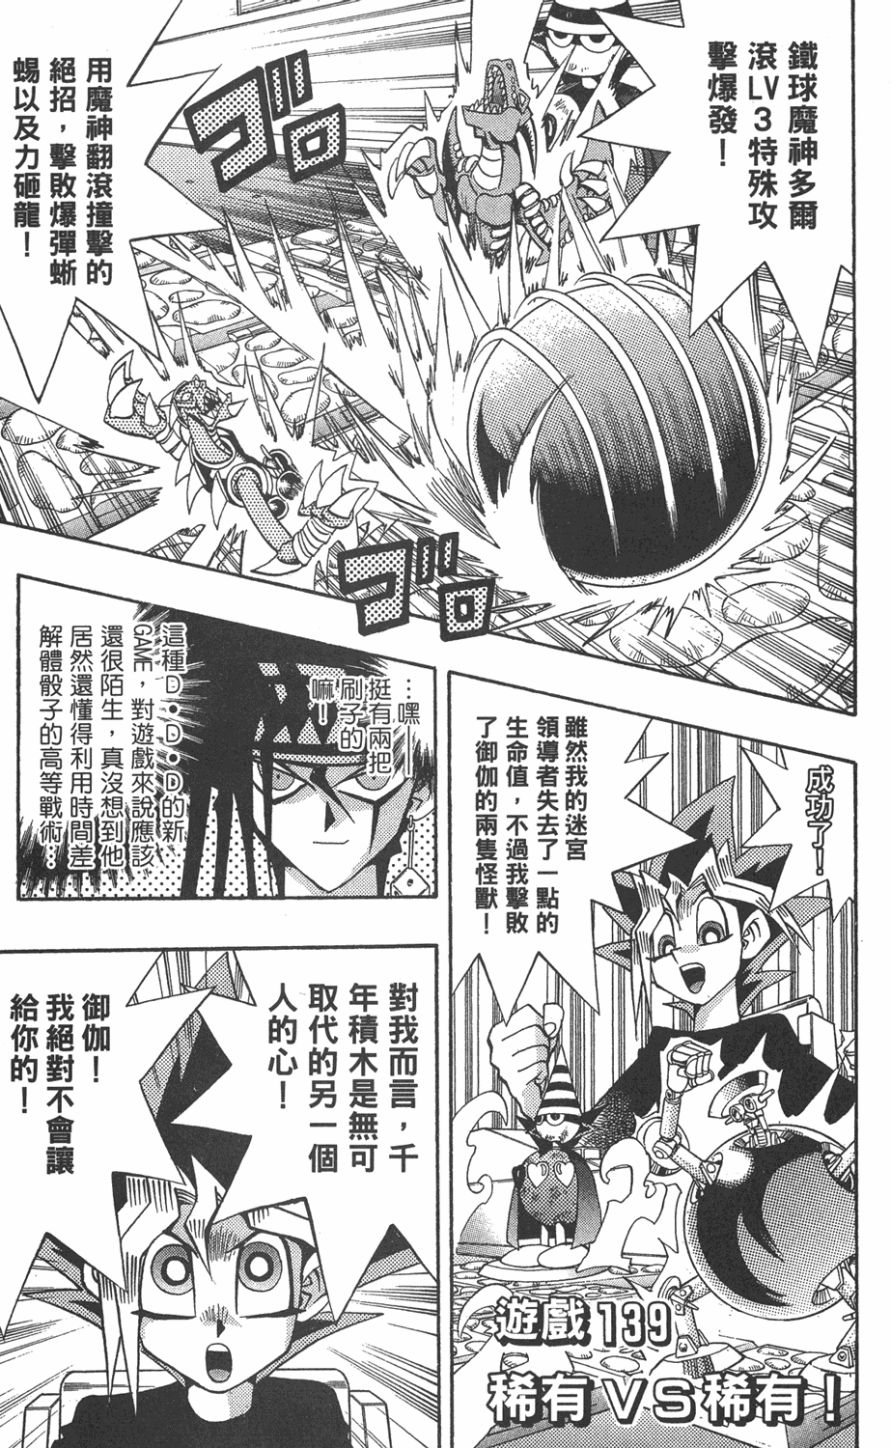 鐵球魔神多爾
滾LV3特殊攻
擊爆發！
ゴロ
用魔神翻滾撞擊的
絕招，擊敗爆彈蜥
蜴以及力砸龍！
ゴロ
成功了！
雖然我的迷宮
領導者失去了一點的
生命值，不過我擊敗
了御伽的兩隻怪獸！
…嘿—
挺有兩把
刷子的
嘛！
這種D・D・D的新
GAME，對遊戲來說應該
還很陌生，真沒想到他
居然還懂得利用時間差
解體骰子的高等戰術…
遊戲139
稀有VS稀有！
對我而言，千
年積木是無可
取代的另一個
人的心！
御伽！
我絕對不會讓
給你的！